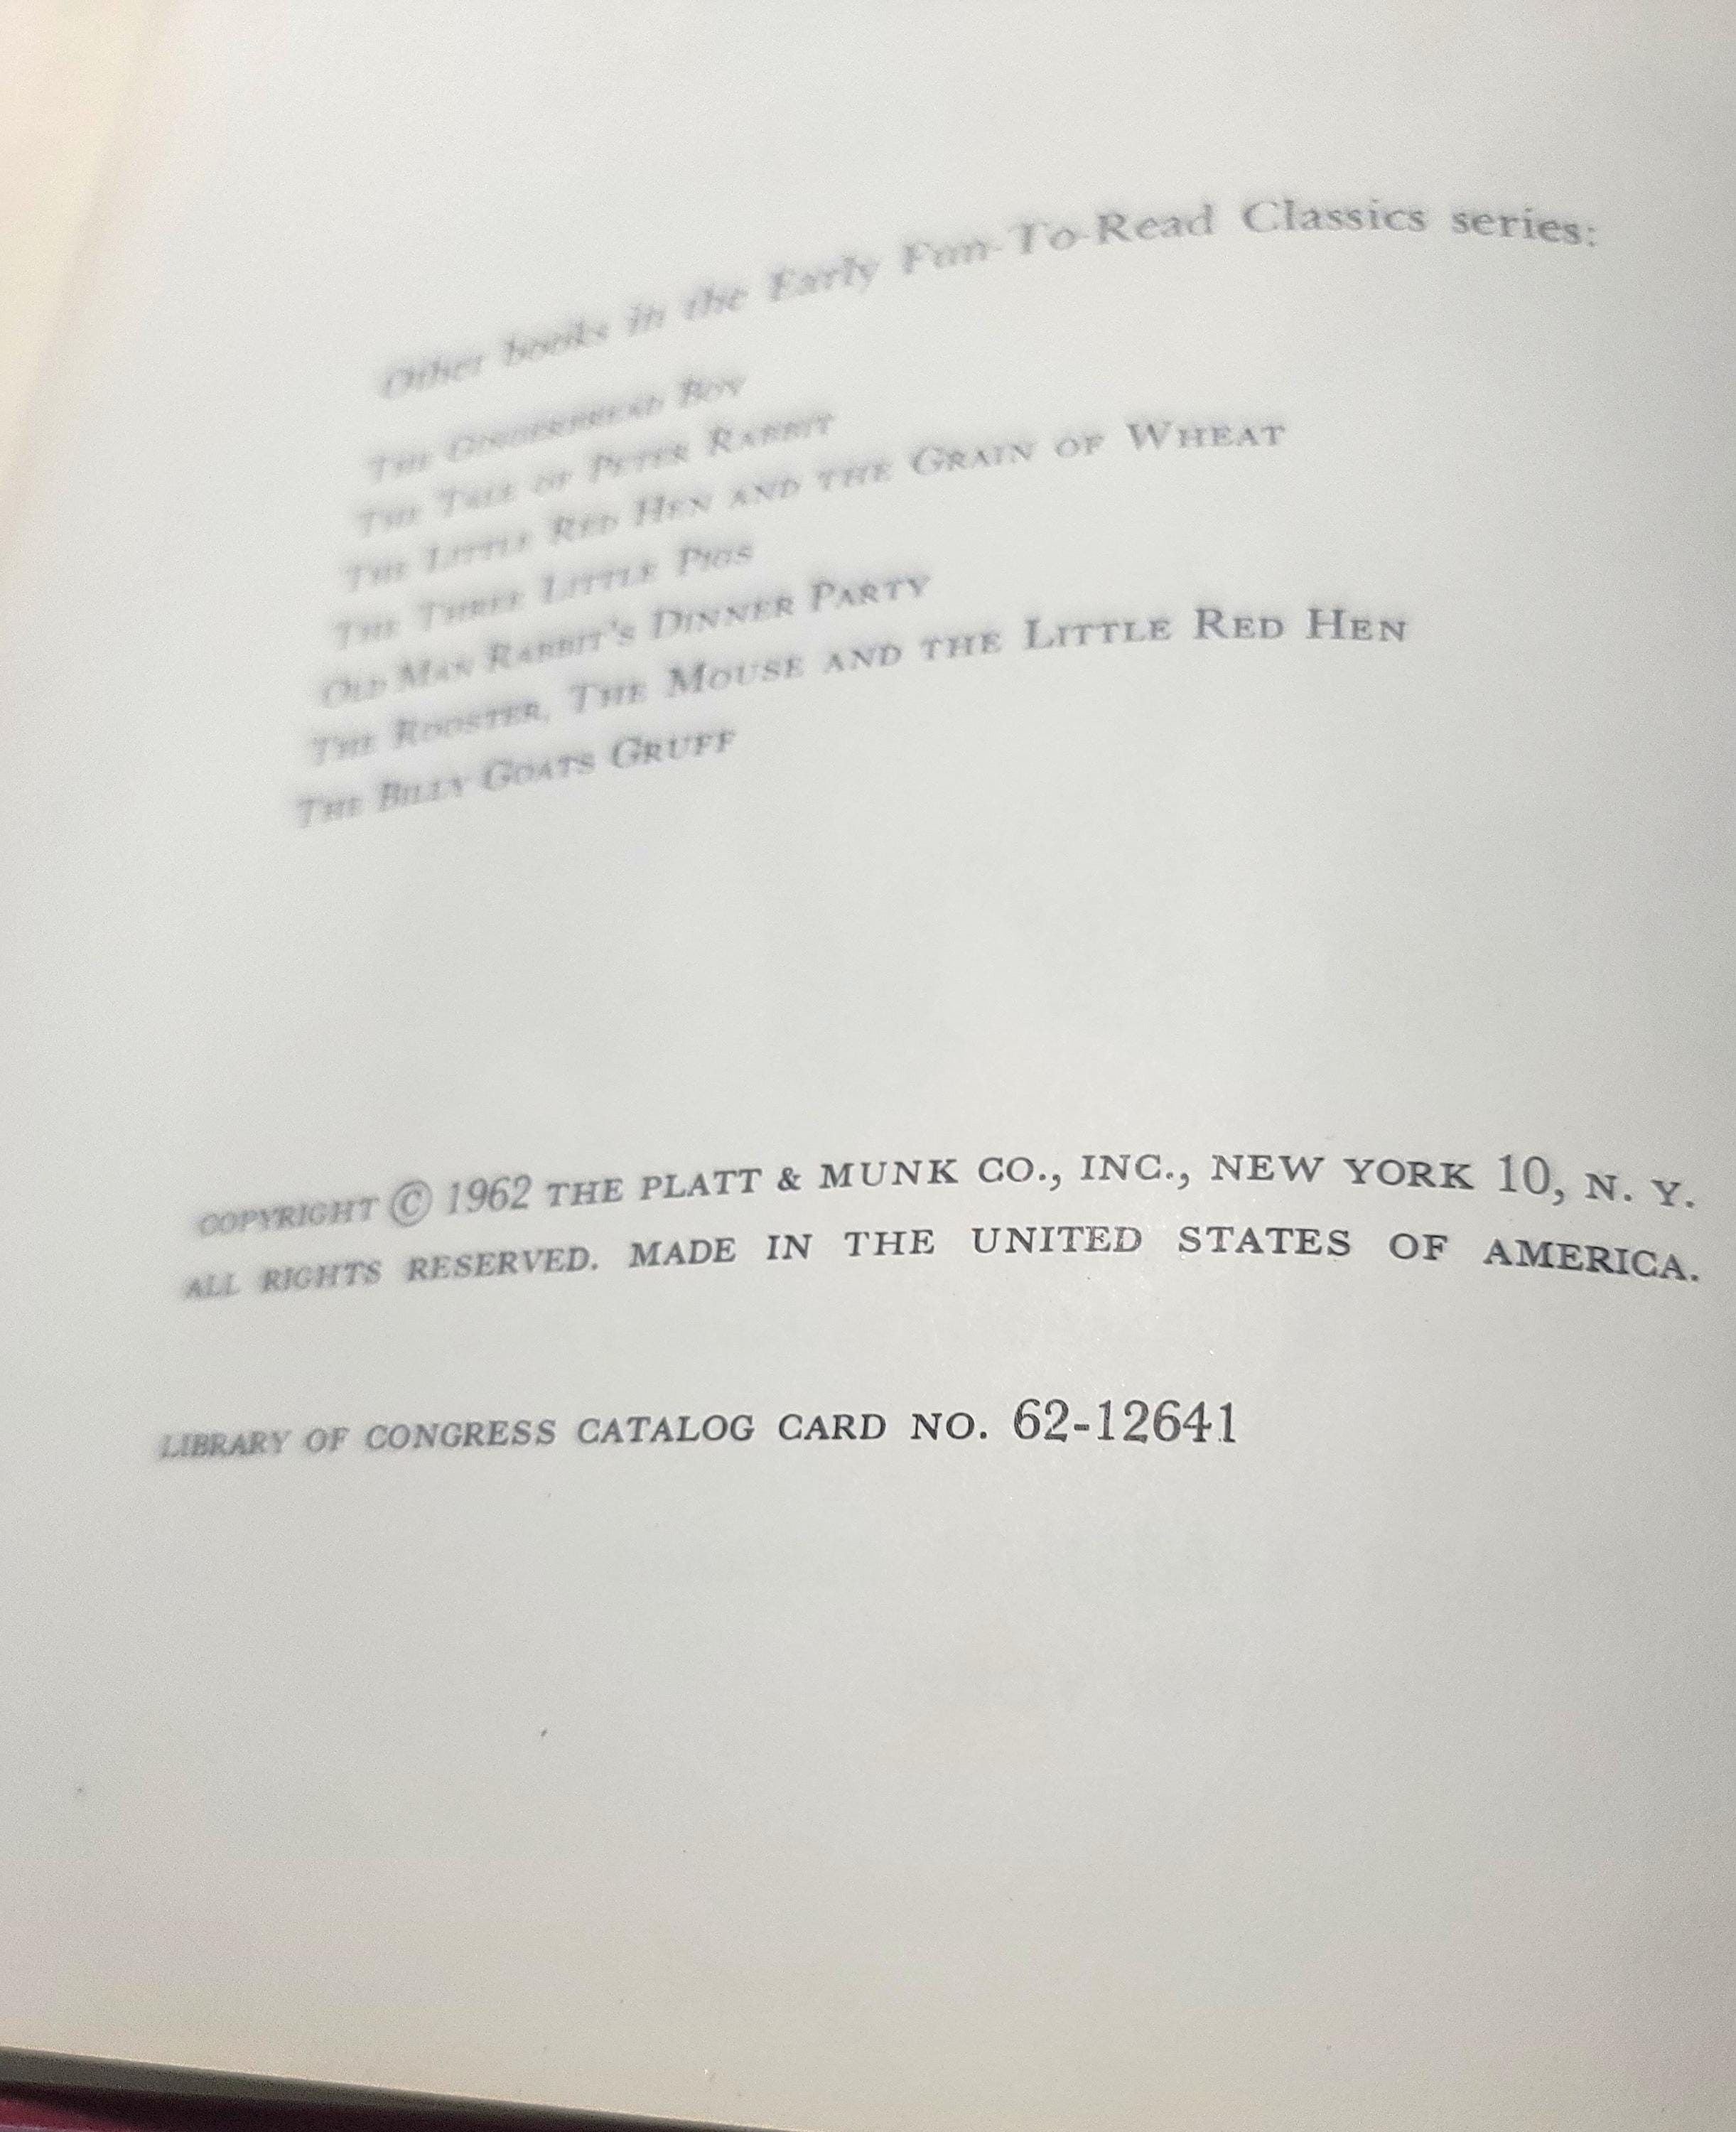 Other books in the Early Fun-To-Read Classics series:
THE GINGERBREAD BOY
THE TALE OF PETER RABBIT
THE LITTLE RED HEN AND THE GRAIN OF WHEAT
THE THREE LITTLE PIGS
OLD MAN RABBIT'S DINNER PARTY
THE ROOSTER, THE MOUSE AND THE LITTLE RED HEN
THE BILLY GOATS GRUFF
COPYRIGHT © 1962 THE PLATT & MUNK CO., INC., NEW YORK 10, N. Y.
ALL RIGHTS RESERVED. MADE IN THE UNITED STATES OF AMERICA.
LIBRARY OF CONGRESS CATALOG CARD NO. 62-12641